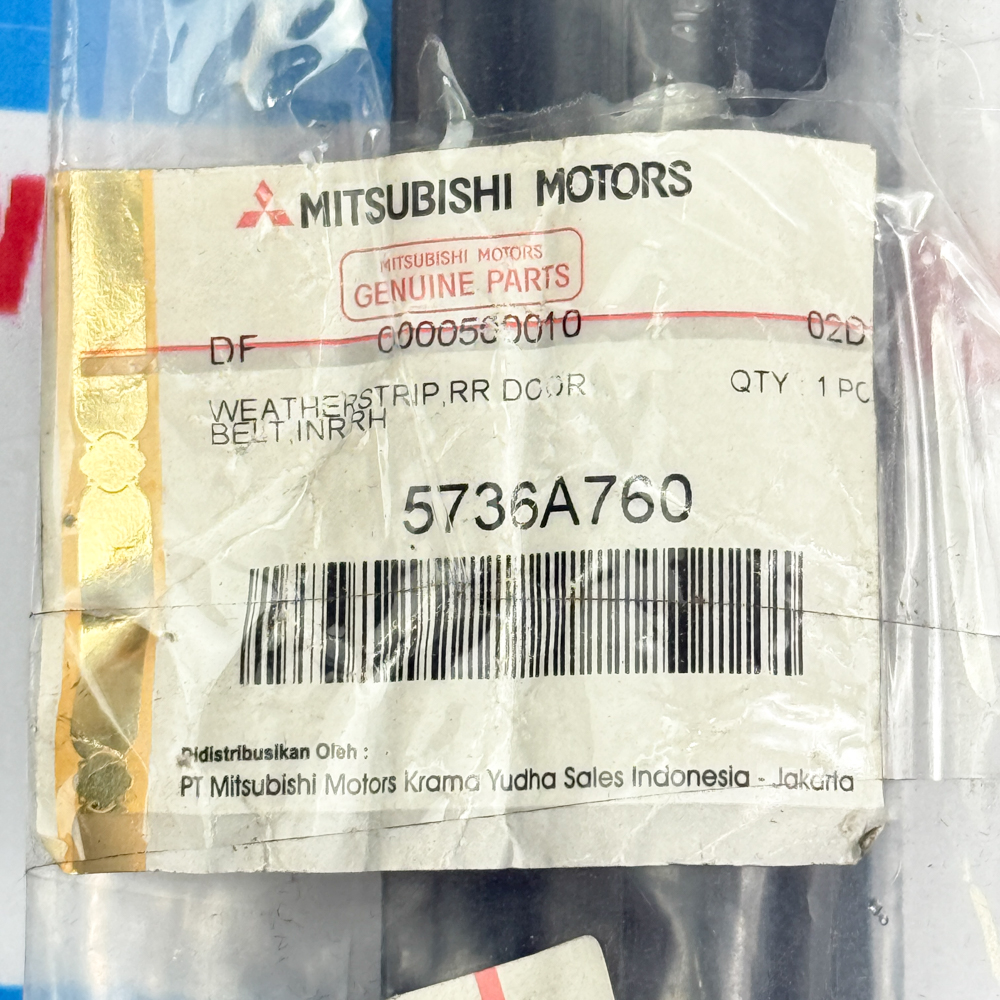 MITSUBISHI MOTORS
MITSUBISHI MOTORS
GENUINE PARTS
DF 0000560010 02D
WEATHERSTRIP,RR DOOR QTY : 1 PC
BELT,INR RH
5736A760
Didistribusikan Oleh :
PT Mitsubishi Motors Krama Yudha Sales Indonesia - Jakarta